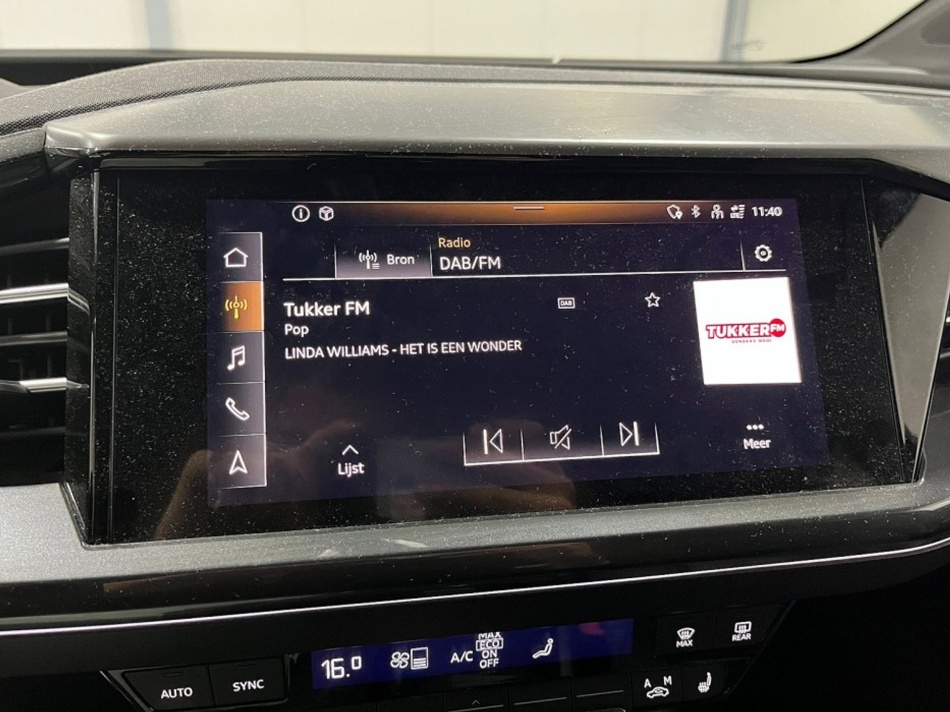 11:40
Radio
Bron
DAB/FM
Tukker FM
DAB
Pop
LINDA WILLIAMS - HET IS EEN WONDER
TUKKER FM
Lijst
Meer
16.0
A/C
MAX
ECO
ON
OFF
MAX
REAR
AUTO
SYNC
A M